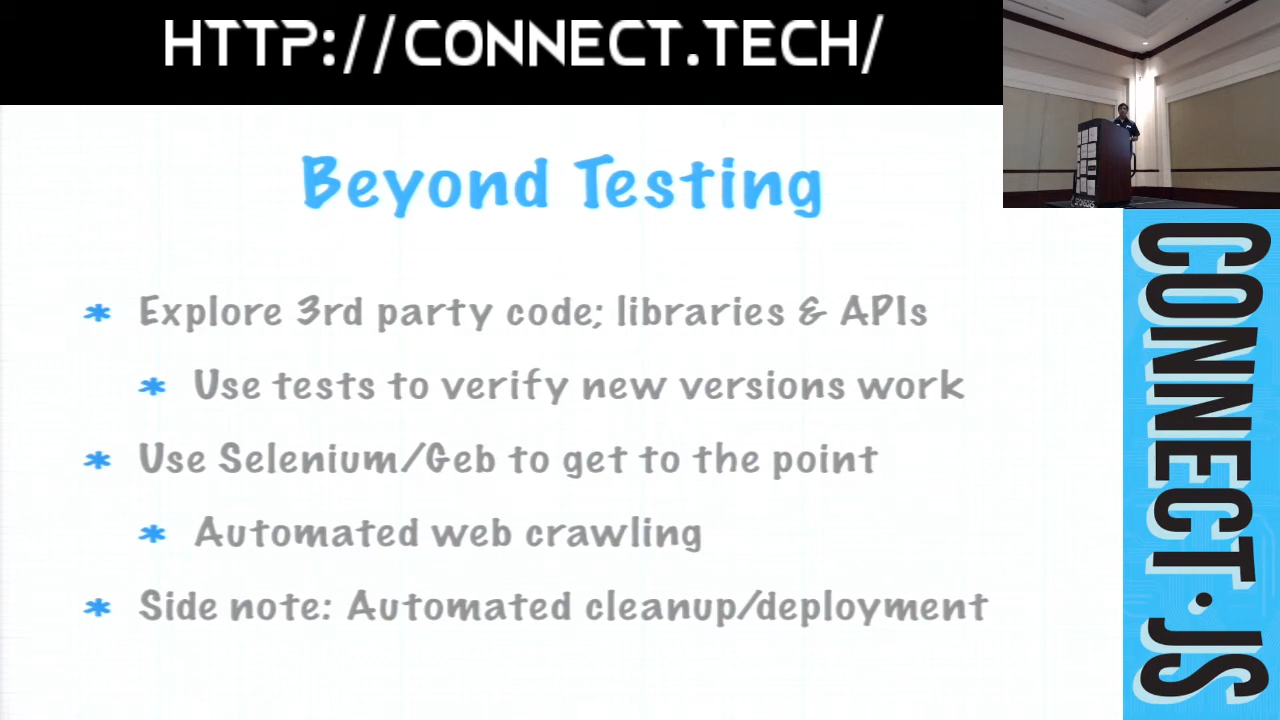 HTTP://CONNECT.TECH/
Beyond Testing
* Explore 3rd party code; libraries & APIs
* Use tests to verify new versions work
* Use Selenium/Geb to get to the point
* Automated web crawling
* Side note: Automated cleanup/deployment
SPONSORS
CONNECT.JS